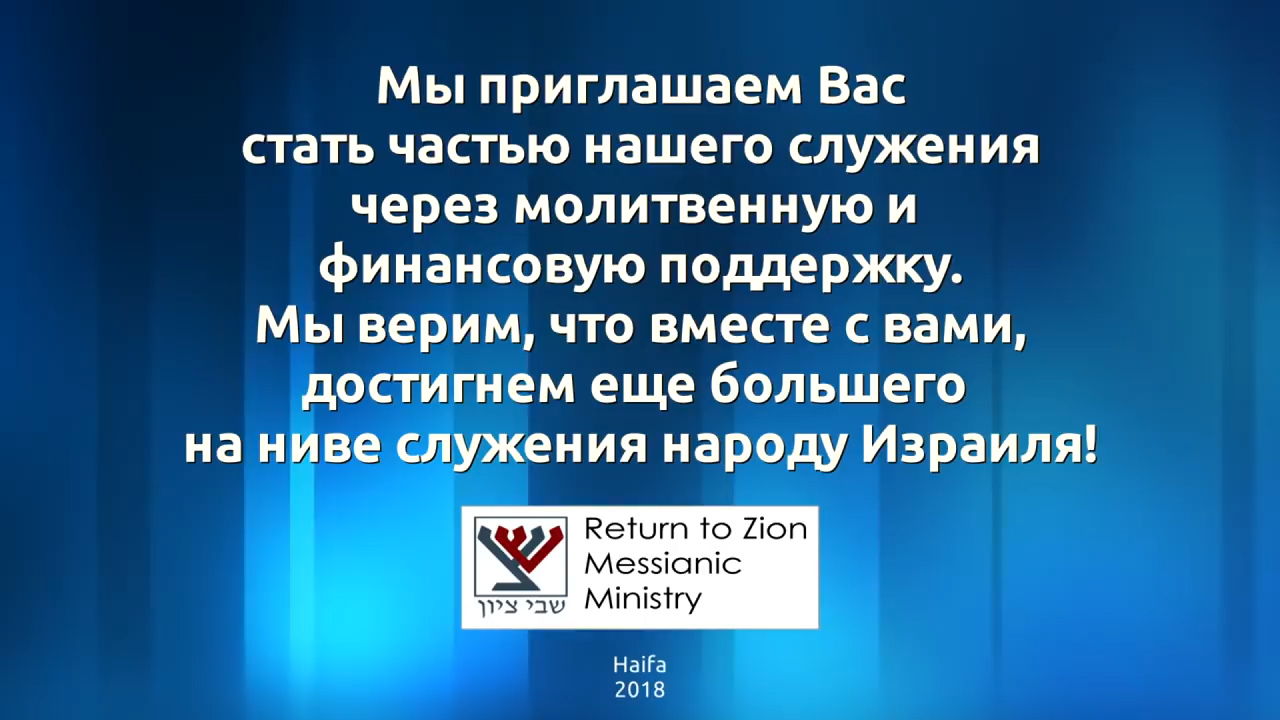 Мы приглашаем Вас
стать частью нашего служения
через молитвенную и
финансовую поддержку.
Мы верим, что вместе с вами,
достигнем еще большего
на ниве служения народу Израиля!
Return to Zion
Messianic
Ministry
שבי ציון
Haifa
2018